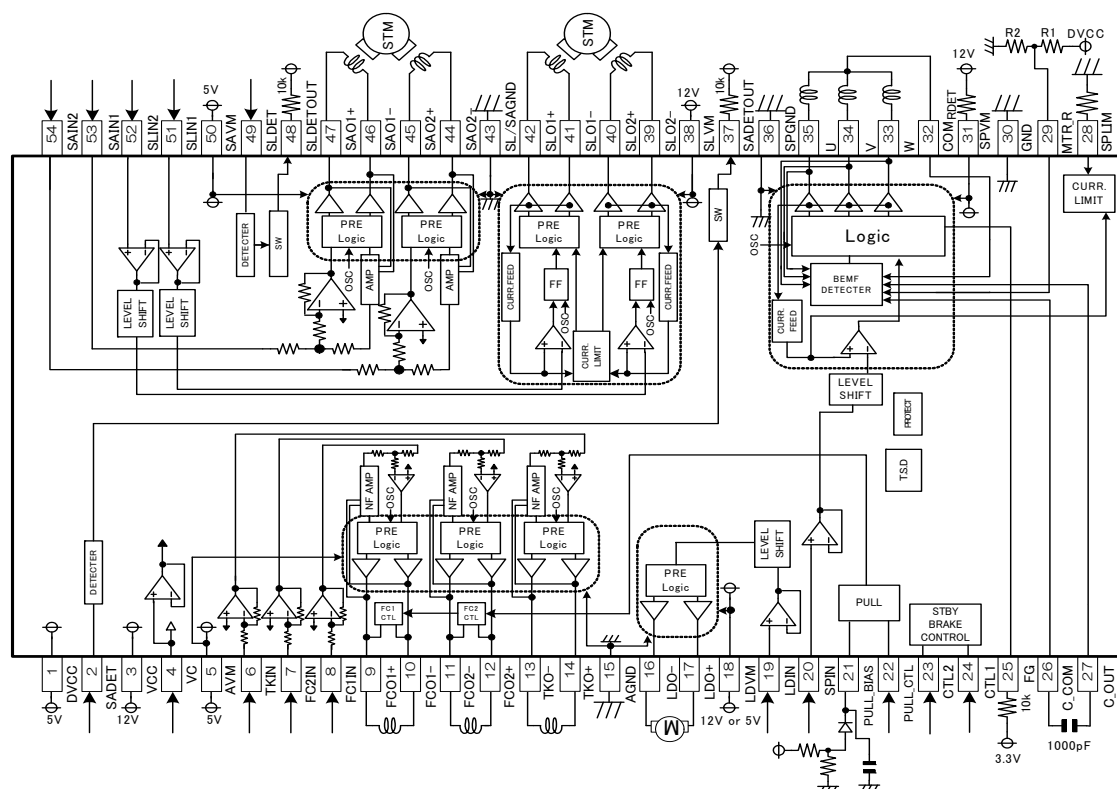 STM
STM
R2
R1
DVCC
5V
10k
12V
10k
12V
10k
54
SAIN2
53
SAIN1
52
SLIN2
51
SLIN1
50
SAVM
49
SLDET
48
SLDETOUT
47
SAO1+
46
SAO1-
45
SAO2+
44
SAO2-
43
SL/SAGND
42
SLO1+
41
SLO1-
40
SLO2+
39
SLO2-
38
SLVM
37
SADETOUT
36
SPGND
35
U
34
V
33
W
32
COM
RDET
31
SPVM
30
GND
29
MTR_R
28
SPLIM
CURR.
LIMIT
DETECTER
SW
PRE
Logic
PRE
Logic
OSC
AMP
OSC
AMP
LEVEL
SHIFT
LEVEL
SHIFT
PRE
Logic
PRE
Logic
CURR.FEED
FF
OSC
FF
OSC
CURR.FEED
CURR.
LIMIT
SW
OSC
Logic
BEMF
DETECTER
CURR.
FEED
LEVEL
SHIFT
PROTECT
T.S.D
DETECTER
NF AMP
OSC
NF AMP
OSC
NF AMP
OSC
PRE
Logic
PRE
Logic
PRE
Logic
FC1
CTL
FC2
CTL
PRE
Logic
LEVEL
SHIFT
PULL
STBY
BRAKE
CONTROL
1
DVCC
2
SADET
3
VCC
4
VC
5
AVM
6
TKIN
7
FC2IN
8
FC1IN
9
FCO1+
10
FCO1-
11
FCO2-
12
FCO2+
13
TKO-
14
TKO+
15
AGND
16
LDO-
17
LDO+
18
LDVM
19
LDIN
20
SPIN
21
PULL_BIAS
22
PULL_CTL
23
CTL2
24
CTL1
25
FG
26
C_COM
27
C_OUT
5V
12V
5V
M
12V or 5V
10k
3.3V
1000pF